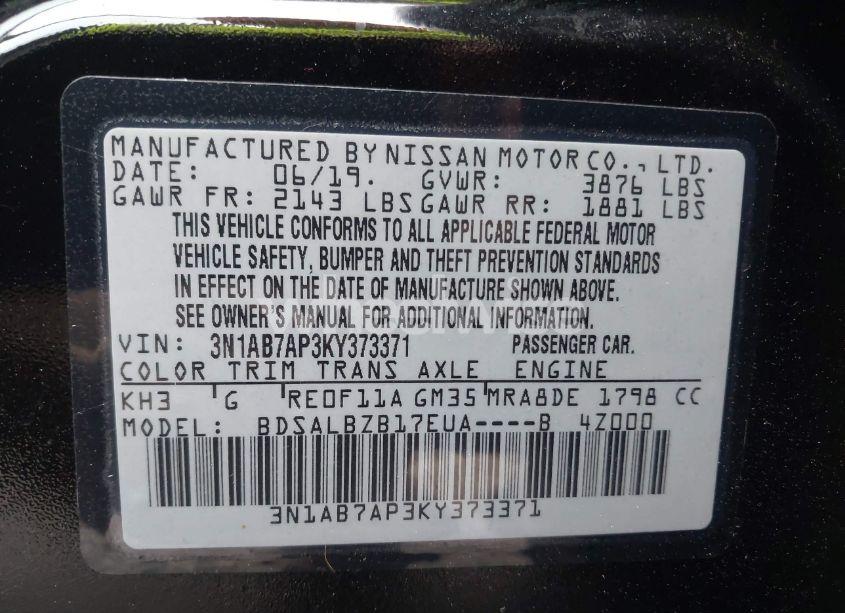 MANUFACTURED BY NISSAN MOTOR CO., LTD.
DATE: 06/19. GVWR: 3876 LBS
GAWR FR: 2143 LBS GAWR RR: 1881 LBS
THIS VEHICLE CONFORMS TO ALL APPLICABLE FEDERAL MOTOR
VEHICLE SAFETY, BUMPER AND THEFT PREVENTION STANDARDS
IN EFFECT ON THE DATE OF MANUFACTURE SHOWN ABOVE.
SEE OWNER'S MANUAL FOR ADDITIONAL INFORMATION.
VIN: 3N1AB7AP3KY373371 PASSENGER CAR.
COLOR TRIM TRANS AXLE ENGINE
KH3 G RE0F11A GM35 MRA8DE 1798 CC
MODEL: BDSALBZB17EUA----B 4Z000
3N1AB7AP3KY373371